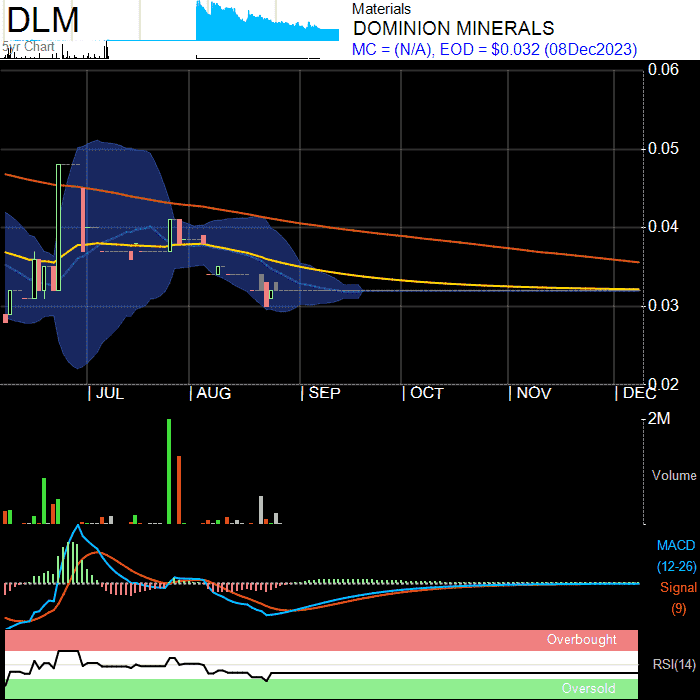 DLM
5yr Chart
Materials
DOMINION MINERALS
MC = (N/A), EOD = $0.032 (08Dec2023)
0.06
0.05
0.04
0.03
0.02
JUL AUG SEP OCT NOV DEC
2M
Volume
MACD
(12-26)
Signal
(9)
Overbought
RSI(14)
Oversold